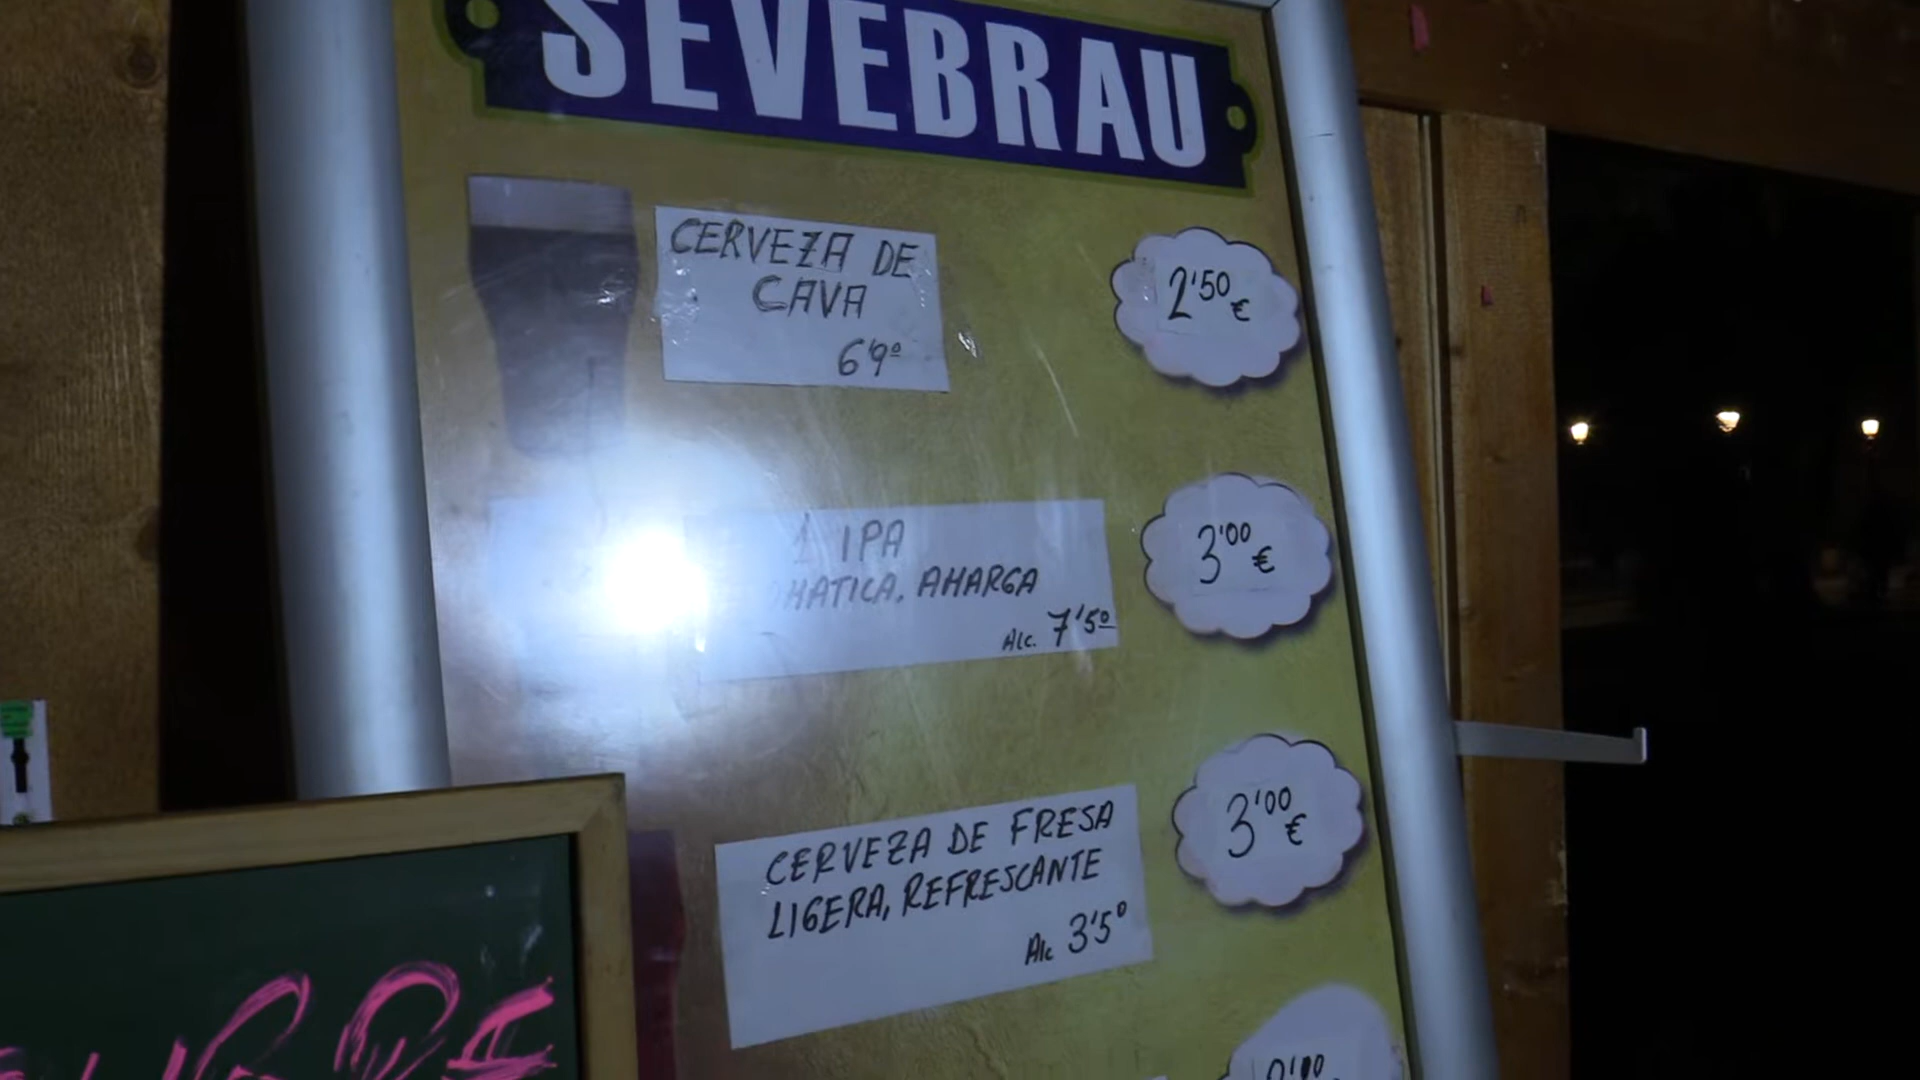 SEVEBRAU
CERVEZA DE
CAVA
6'9º
2'50 €
IPA
AMARGA
Alc. 7'5º
3'00 €
CERVEZA DE FRESA
LIGERA, REFRESCANTE
Alc 3'5º
3'00 €